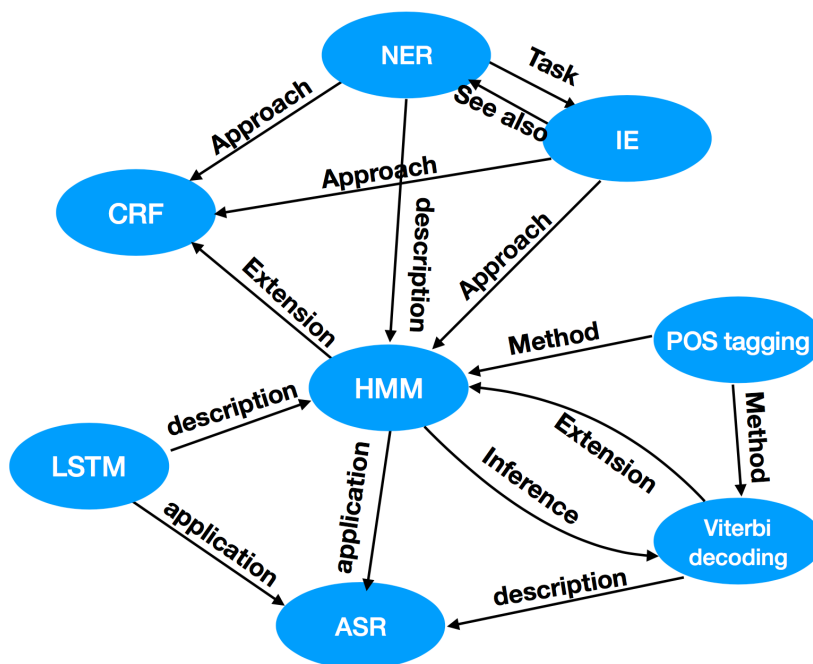 NER
Task
See also
IE
Approach
Approach
CRF
description
Approach
Extension
Method
POS tagging
HMM
description
Method
Extension
LSTM
application
Inference
application
Viterbi
decoding
description
ASR